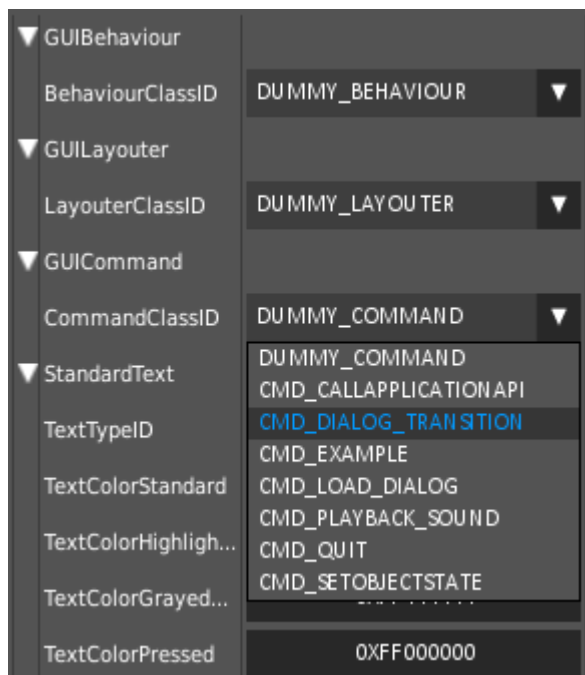 GUIBehaviour
BehaviourClassID DUMMY_BEHAVIOUR
GUILayouter
LayouterClassID DUMMY_LAYOUTER
GUICommand
CommandClassID DUMMY_COMMAND
DUMMY_COMMAND
StandardText
CMD_CALLAPPLICATIONAPI
TextTypeID CMD_DIALOG_TRANSITION
CMD_EXAMPLE
TextColorStandard CMD_LOAD_DIALOG
CMD_PLAYBACK_SOUND
TextColorHighligh...
CMD_QUIT
CMD_SETOBJECTSTATE
TextColorGrayed...
TextColorPressed 0XFF000000